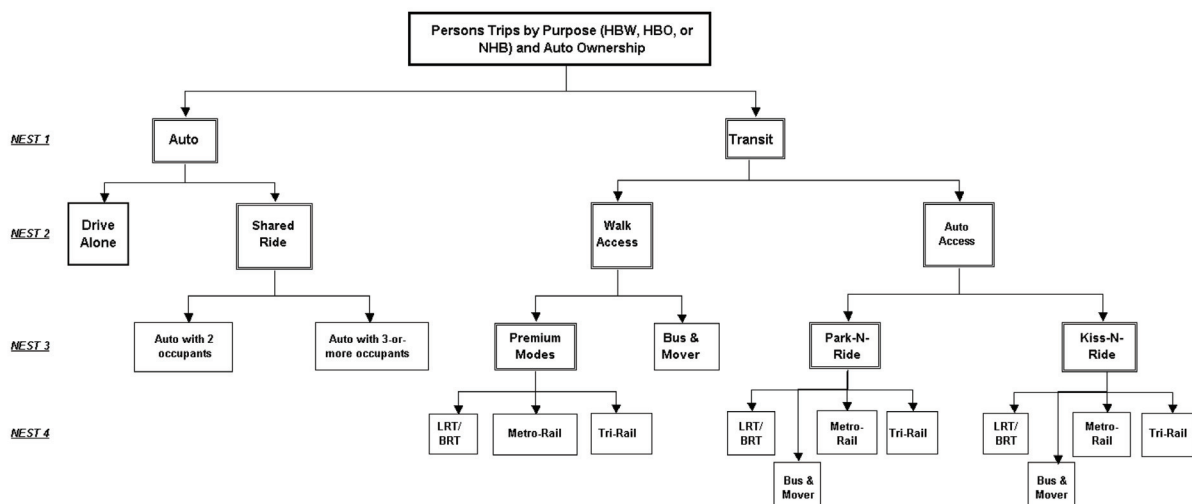 Persons Trips by Purpose (HBW, HBO, or
NHB) and Auto Ownership
NEST 1
Auto
Transit
NEST 2
Drive
Alone
Shared
Ride
Walk
Access
Auto
Access
NEST 3
Auto with 2
occupants
Auto with 3-or-
more occupants
Premium
Modes
Bus &
Mover
Park-N-
Ride
Kiss-N-
Ride
NEST 4
LRT/
BRT
Metro-Rail
Tri-Rail
LRT/
BRT
Metro-
Rail
Tri-Rail
LRT/
BRT
Metro-
Rail
Tri-Rail
Bus &
Mover
Bus &
Mover